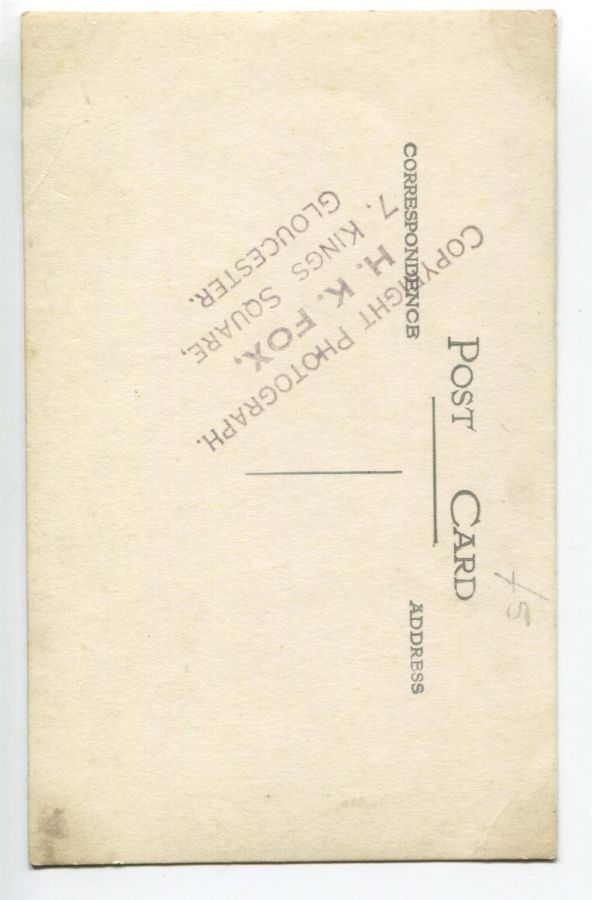 POST CARD
CORRESPONDENCE
ADDRESS
COPYRIGHT PHOTOGRAPH.
H. K. FOX,
7. KINGS SQUARE,
GLOUCESTER.